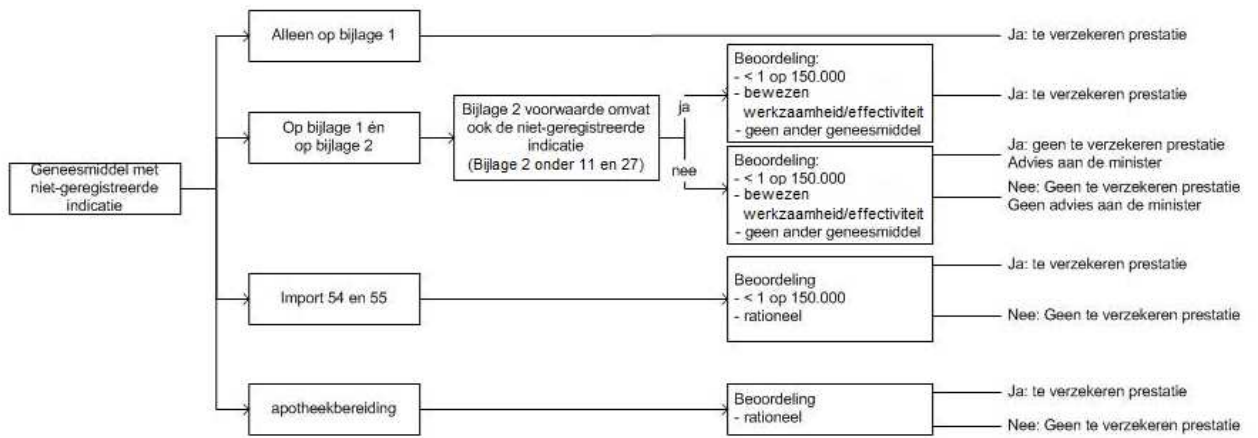 Geneesmiddel met
niet-geregistreerde
indicatie
Alleen op bijlage 1
Ja: te verzekeren prestatie
Op bijlage 1 én
op bijlage 2
Bijlage 2 voorwaarde omvat
ook de niet-geregistreerde
indicatie
(Bijlage 2 onder 11 en 27)
ja
nee
Beoordeling:
- < 1 op 150.000
- bewezen
werkzaamheid/effectiviteit
- geen ander geneesmiddel
Ja: te verzekeren prestatie
Beoordeling:
- < 1 op 150.000
- bewezen
werkzaamheid/effectiviteit
- geen ander geneesmiddel
Ja: geen te verzekeren prestatie
Advies aan de minister
Nee: Geen te verzekeren prestatie
Geen advies aan de minister
Import 54 en 55
Beoordeling
- < 1 op 150.000
- rationeel
Ja: te verzekeren prestatie
Nee: Geen te verzekeren prestatie
apotheekbereiding
Beoordeling
- rationeel
Ja: te verzekeren prestatie
Nee: Geen te verzekeren prestatie